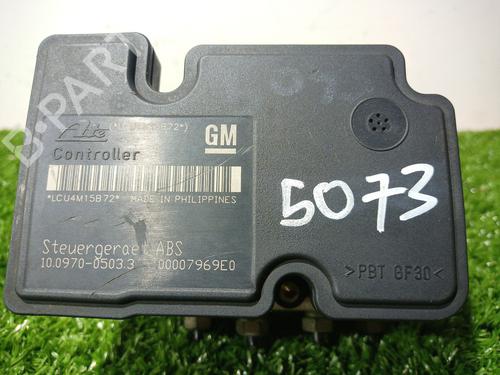 Ate
GM
Controller
*LCU4M15B72* MADE IN PHILIPPINES
5073
Steuergeraet ABS
10.0970-0503.3 00007969E0
>PBT GF30<
B-PARTS